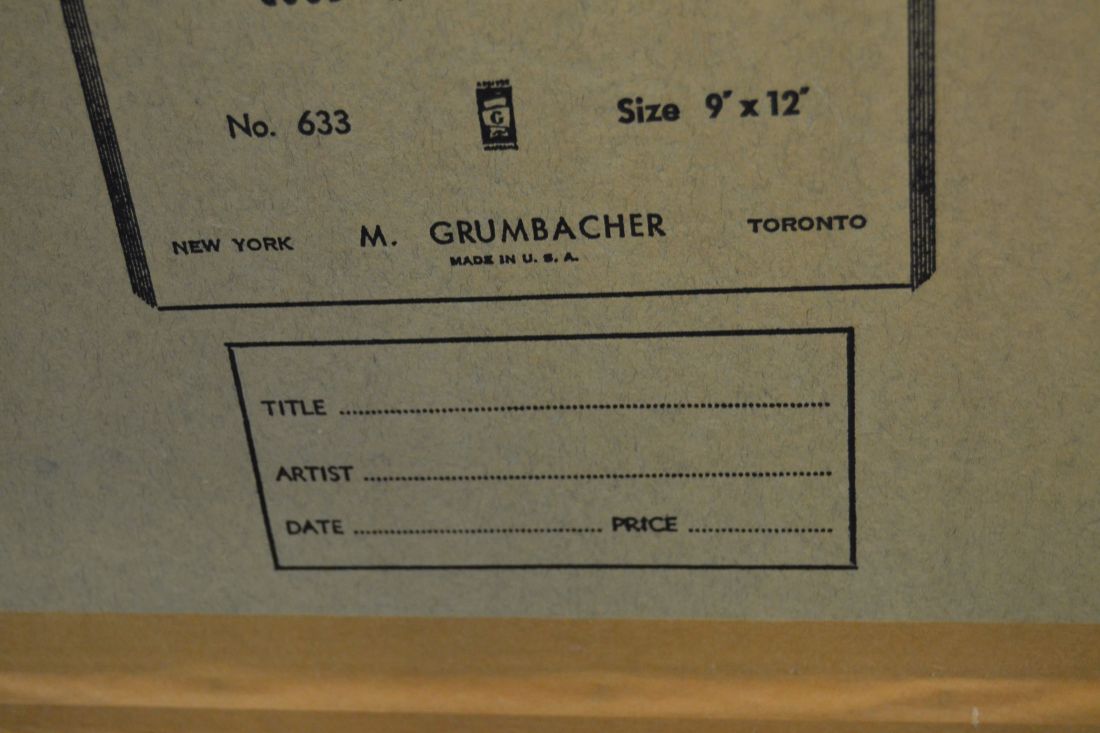 No. 633
G
Size 9" x 12"
NEW YORK M. GRUMBACHER TORONTO
MADE IN U. S. A.
TITLE
ARTIST
DATE PRICE